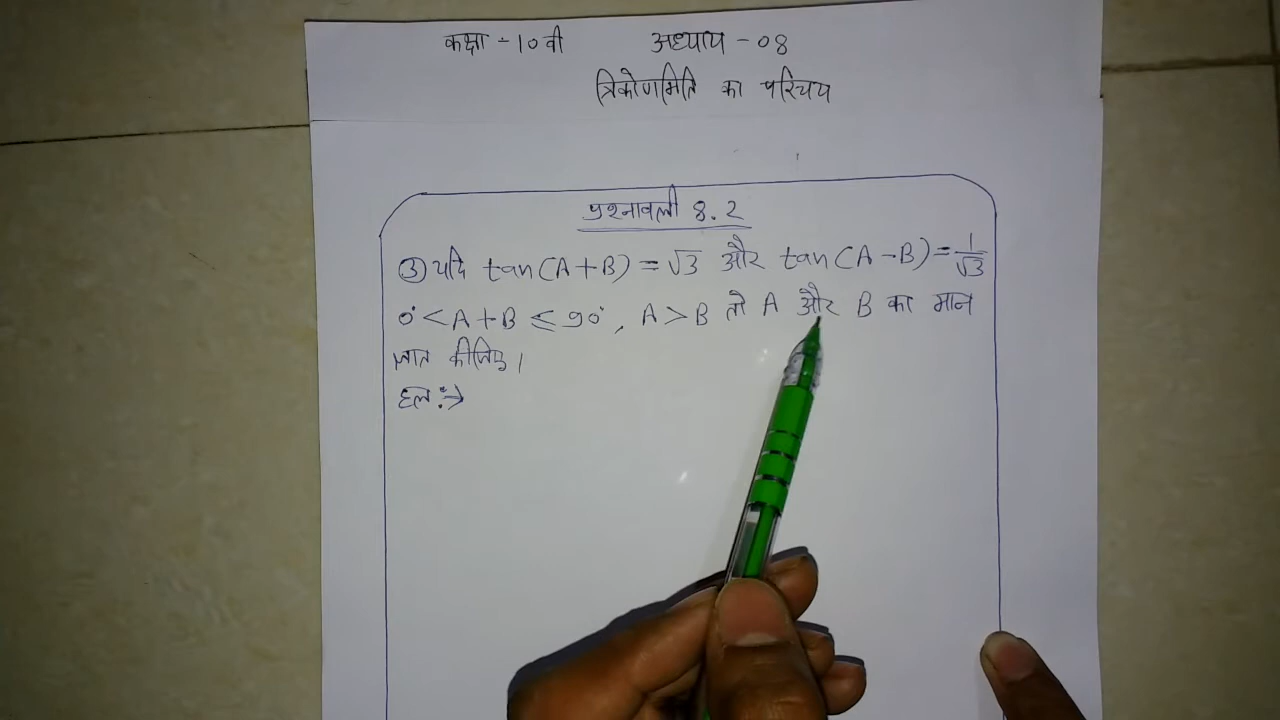 कक्षा - 10 वी अध्याय - 08
त्रिकोणमिति का परिचय
प्रश्नावली 8.2
③ यदि tan(A+B) = √3 और tan(A-B) = 1/√3
0° < A+B ≤ 90°, A > B तो A और B का मान
ज्ञात कीजिए।
हल :→